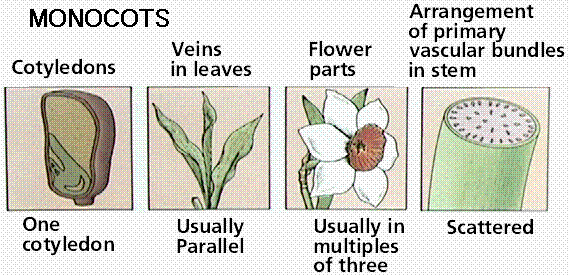 MONOCOTS
Cotyledons
Veins
in leaves
Flower
parts
Arrangement
of primary
vascular bundles
in stem
One
cotyledon
Usually
Parallel
Usually in
multiples
of three
Scattered